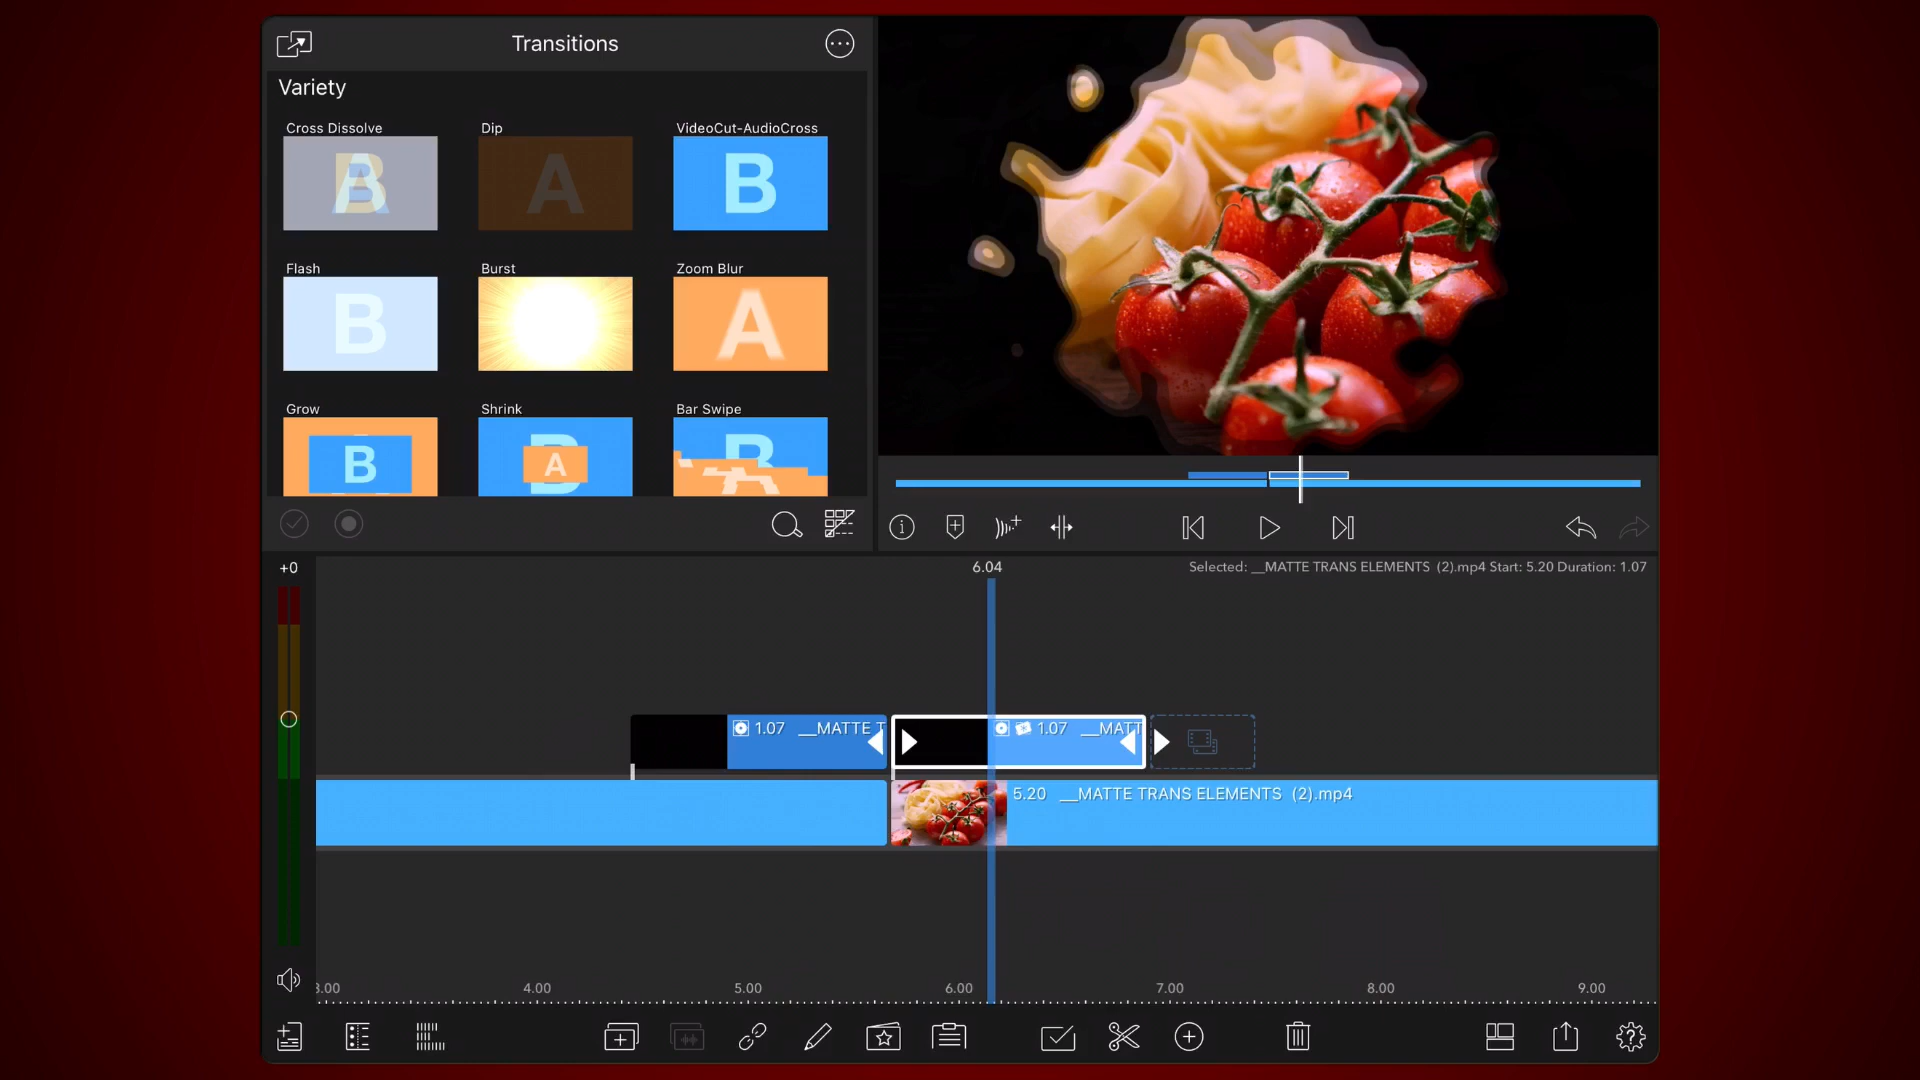 Transitions
Variety
Cross Dissolve
Dip
VideoCut-AudioCross
B
A
A
B
Flash
Burst
Zoom Blur
B
A
Grow
Shrink
Bar Swipe
B
B
A
B
A
+0
6.04
Selected: __MATTE TRANS ELEMENTS (2).mp4 Start: 5.20 Duration: 1.07
1.07 __MATTE T
1.07 __MATT
5.20 __MATTE TRANS ELEMENTS (2).mp4
3.00
4.00
5.00
6.00
7.00
8.00
9.00